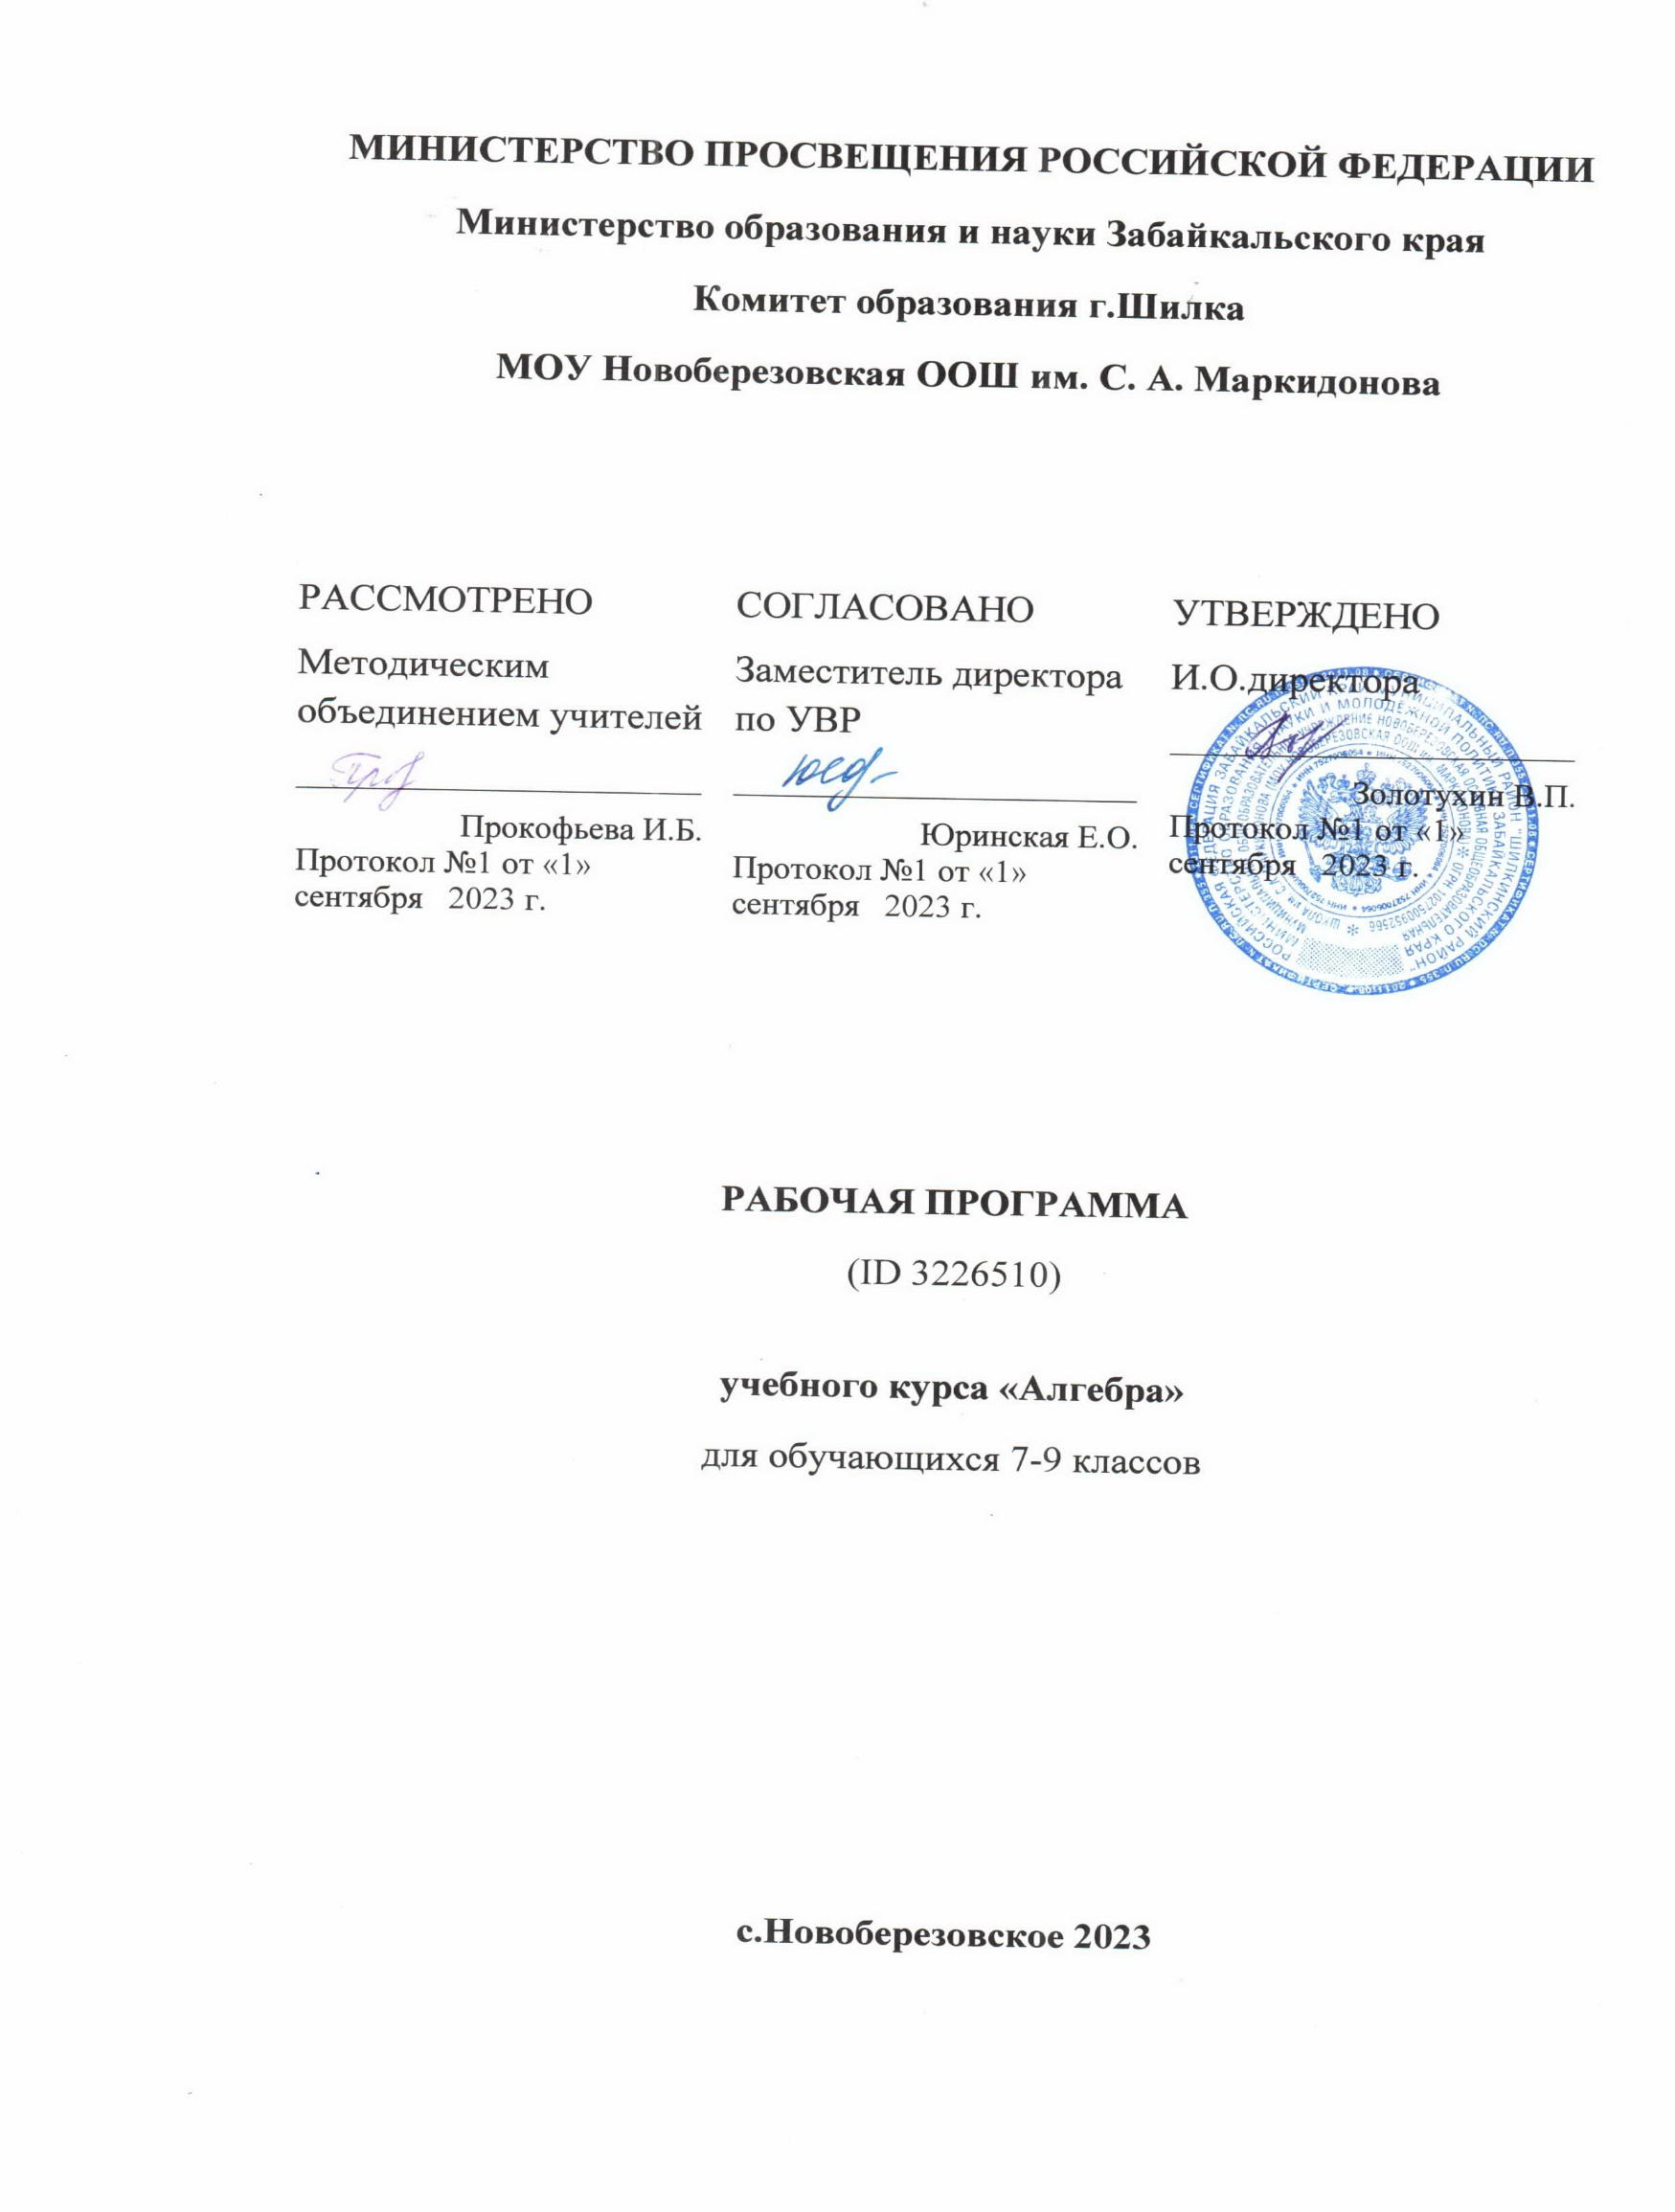 МИНИСТЕРСТВО ПРОСВЕЩЕНИЯ РОССИЙСКОЙ ФЕДЕРАЦИИ
Министерство образования и науки Забайкальского края
Комитет образования г.Шилка
МОУ Новоберезовская ООШ им. С. А. Маркидонова
РАССМОТРЕНО
Методическим
объединением учителей
Прокофьева И.Б.
Протокол №1 от «1»
сентября 2023 г.
СОГЛАСОВАНО
Заместитель директора
по УВР
Юринская Е.О.
Протокол №1 от «1»
сентября 2023 г.
УТВЕРЖДЕНО
И.О.директора
Золотухин В.П.
Протокол №1 от «1»
сентября 2023 г.
РАБОЧАЯ ПРОГРАММА
(ID 3226510)
учебного курса «Алгебра»
для обучающихся 7-9 классов
с.Новоберезовское 2023